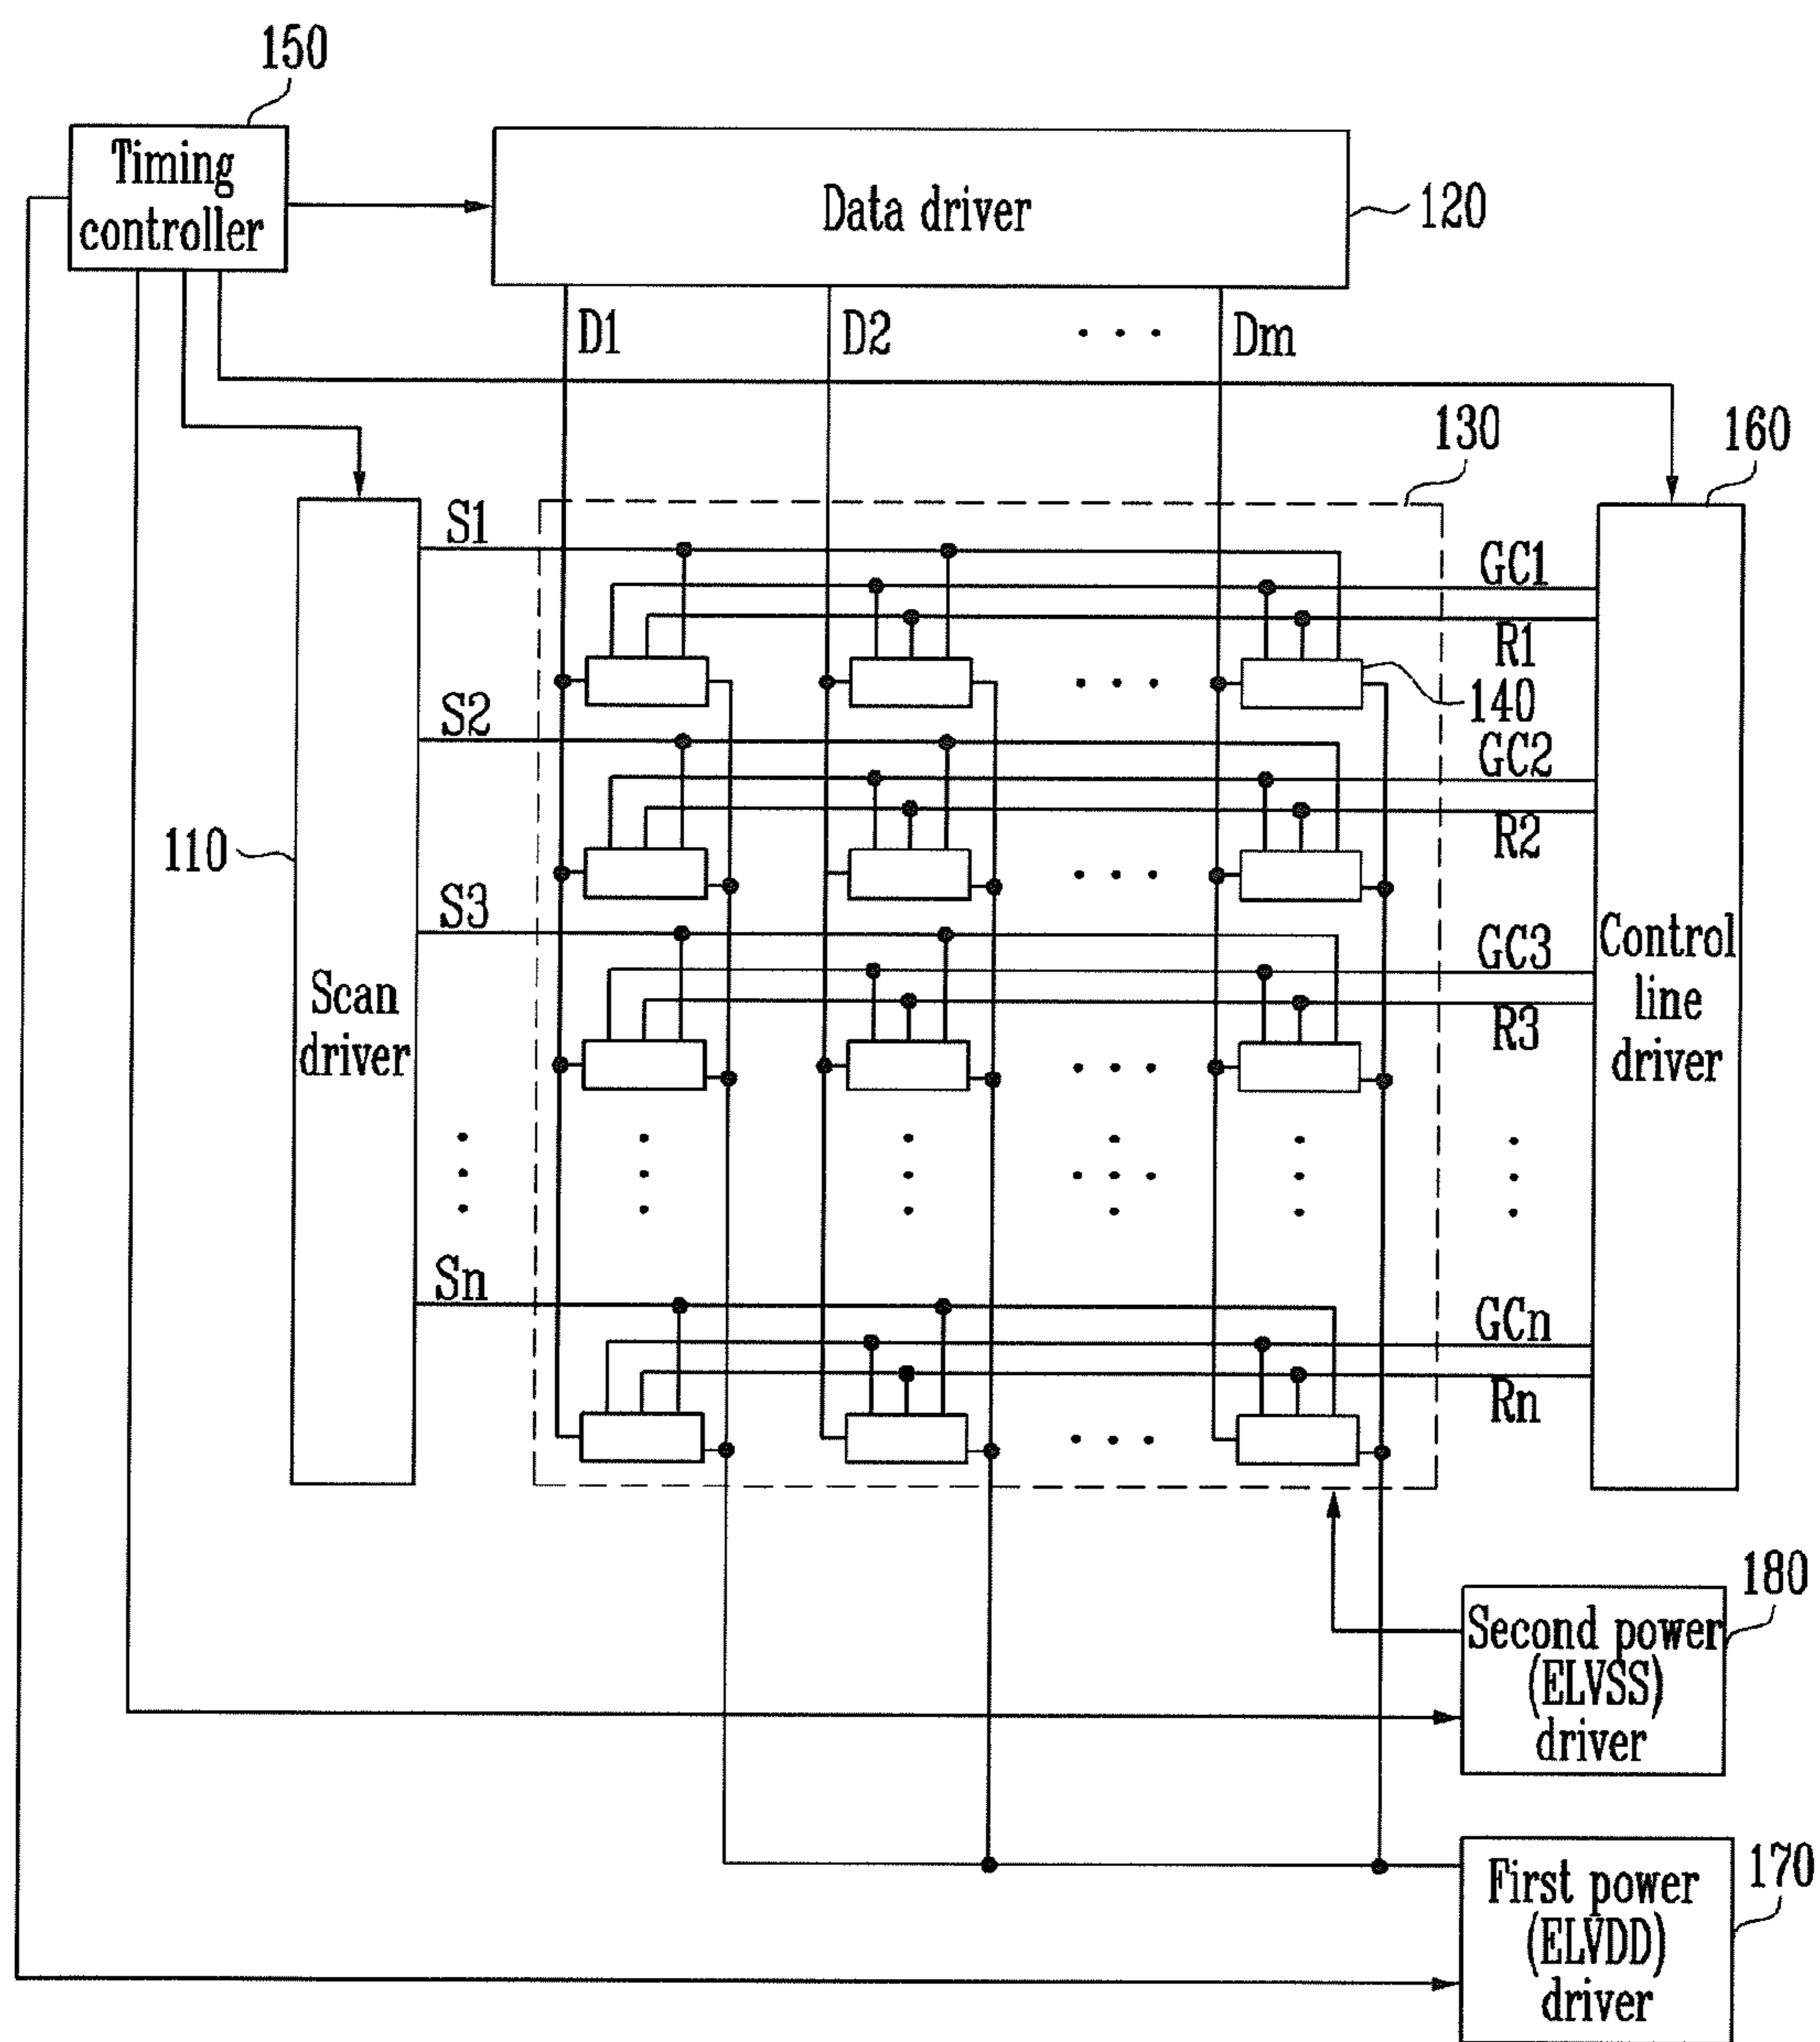 150
Timing
controller
Data driver
120
D1
D2
. . .
Dm
130
160
S1
GC1
R1
140
S2
GC2
R2
110
S3
GC3
R3
Scan
driver
Control
line
driver
Sn
GCn
Rn
180
Second power
(ELVSS)
driver
170
First power
(ELVDD)
driver